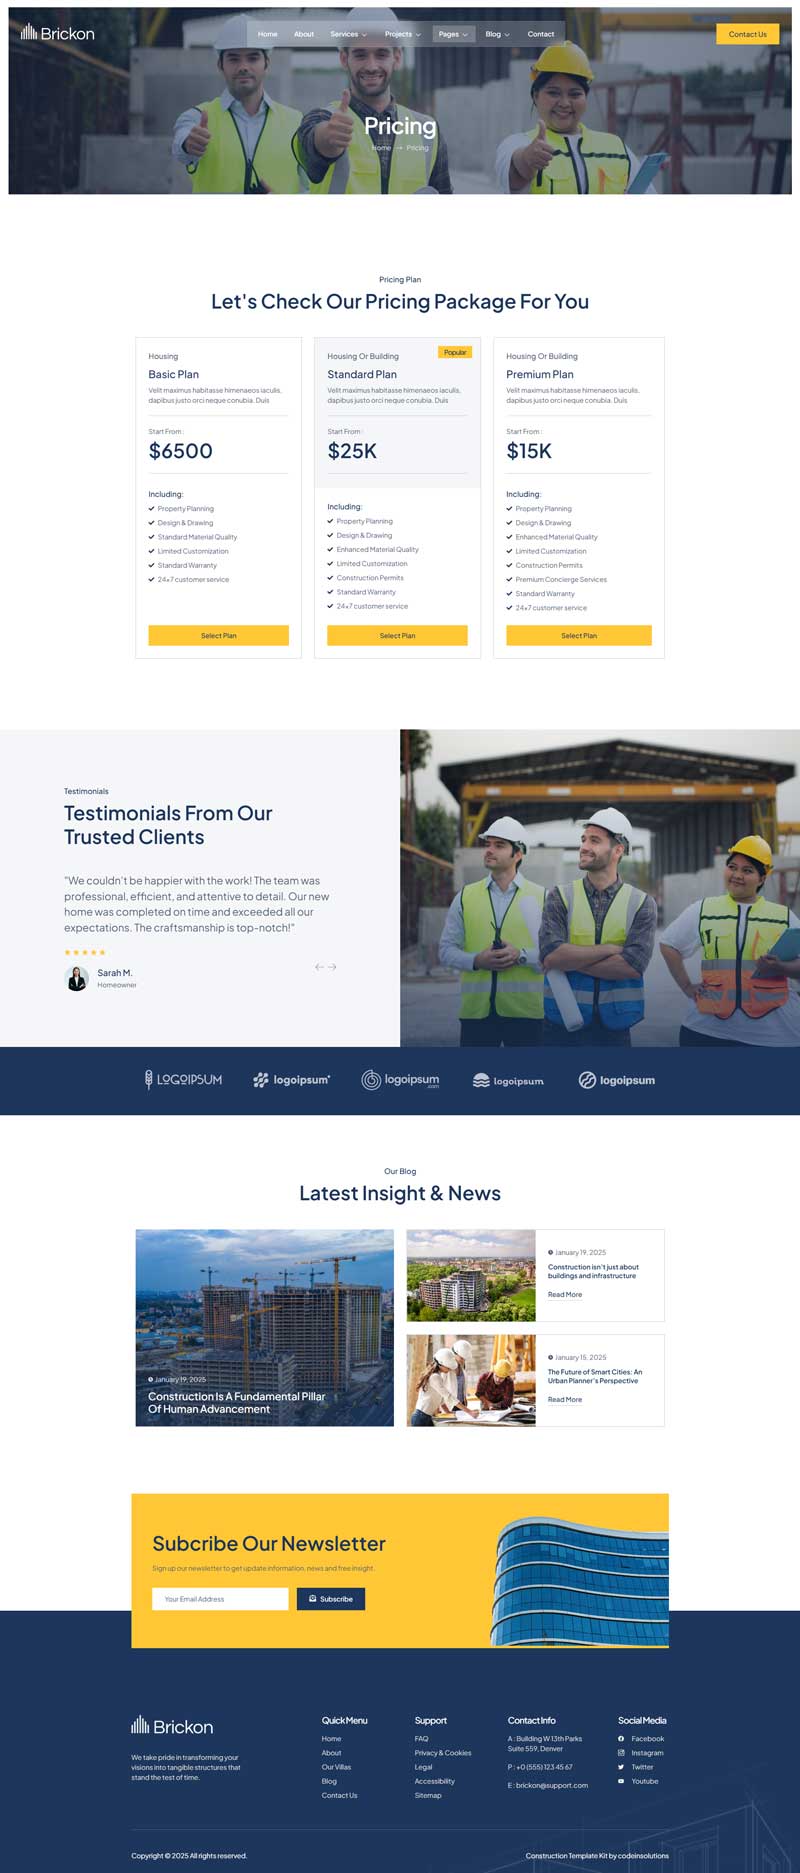 Brickon
Home About Services Projects Pages Blog Contact
Contact Us
Pricing
Home → Pricing
Pricing Plan
Let's Check Our Pricing Package For You
Housing
Basic Plan
Velit maximus habitasse himenaeos iaculis,
dapibus justo orci neque conubia. Duis
Start From :
$6500
Including:
Property Planning
Design & Drawing
Standard Material Quality
Limited Customization
Standard Warranty
24x7 customer service
Select Plan
Housing Or Building
Popular
Standard Plan
Velit maximus habitasse himenaeos iaculis,
dapibus justo orci neque conubia. Duis
Start From :
$25K
Including:
Property Planning
Design & Drawing
Enhanced Material Quality
Limited Customization
Construction Permits
Standard Warranty
24x7 customer service
Select Plan
Housing Or Building
Premium Plan
Velit maximus habitasse himenaeos iaculis,
dapibus justo orci neque conubia. Duis
Start From :
$15K
Including:
Property Planning
Design & Drawing
Enhanced Material Quality
Limited Customization
Construction Permits
Premium Concierge Services
Standard Warranty
24x7 customer service
Select Plan
Testimonials
Testimonials From Our
Trusted Clients
"We couldn't be happier with the work! The team was
professional, efficient, and attentive to detail. Our new
home was completed on time and exceeded all our
expectations. The craftsmanship is top-notch!"
Sarah M.
Homeowner
LOGOIPSUM
logoipsum
logoipsum
.com
logoipsum
logoipsum
Our Blog
Latest Insight & News
January 19, 2025
Construction Is A Fundamental Pillar
Of Human Advancement
January 19, 2025
Construction isn't just about
buildings and infrastructure
Read More
January 15, 2025
The Future of Smart Cities: An
Urban Planner's Perspective
Read More
Subcribe Our Newsletter
Sign up our newsletter to get update information, news and free insight.
Your Email Address
Subscribe
Brickon
We take pride in transforming your
visions into tangible structures that
stand the test of time.
Quick Menu
Home
About
Our Villas
Blog
Contact Us
Support
FAQ
Privacy & Cookies
Legal
Accessibility
Sitemap
Contact Info
A : Building W 13th Parks
Suite 559, Denver
P : +0 (555) 123 45 67
E : brickon@support.com
Social Media
Facebook
Instagram
Twitter
Youtube
Copyright © 2025 All rights reserved.
Construction Template Kit by codeinsolutions